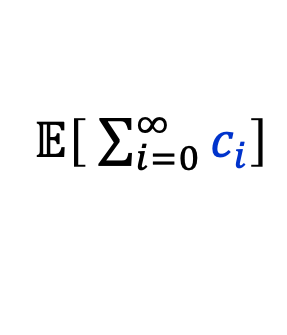 𝔼[ ∑_{i=0}^{∞} c_i ]